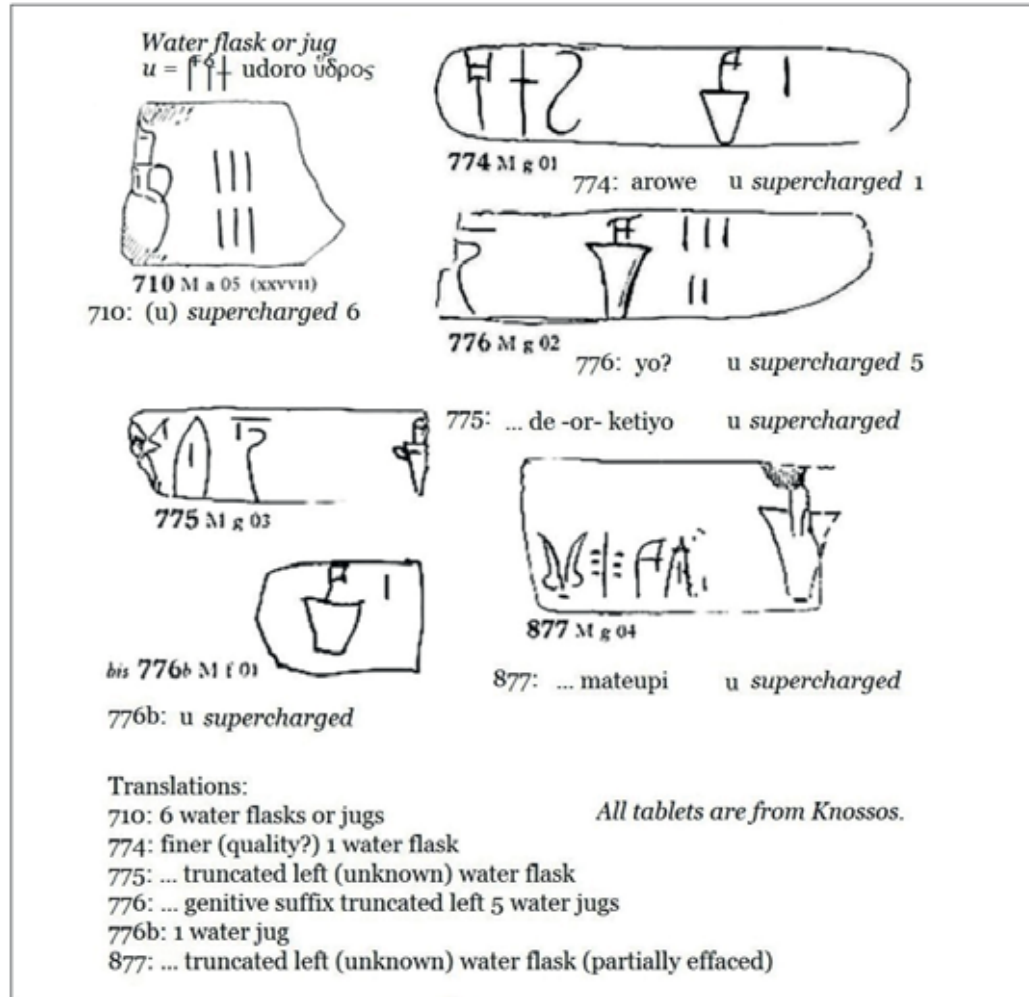 Water flask or jug
u = 𐀄𐀈𐀫 udoro ὕδρος
710 M a 05 (xxvvii)
710: (u) supercharged 6
774 M g 01
774: arowe u supercharged 1
776 M g 02
776: yo? u supercharged 5
775: ... de -or- ketiyo u supercharged
775 M g 03
877 M g 04
bis 776b M f 01
877: ... mateupi u supercharged
776b: u supercharged
Translations:
710: 6 water flasks or jugs
All tablets are from Knossos.
774: finer (quality?) 1 water flask
775: ... truncated left (unknown) water flask
776: ... genitive suffix truncated left 5 water jugs
776b: 1 water jug
877: ... truncated left (unknown) water flask (partially effaced)